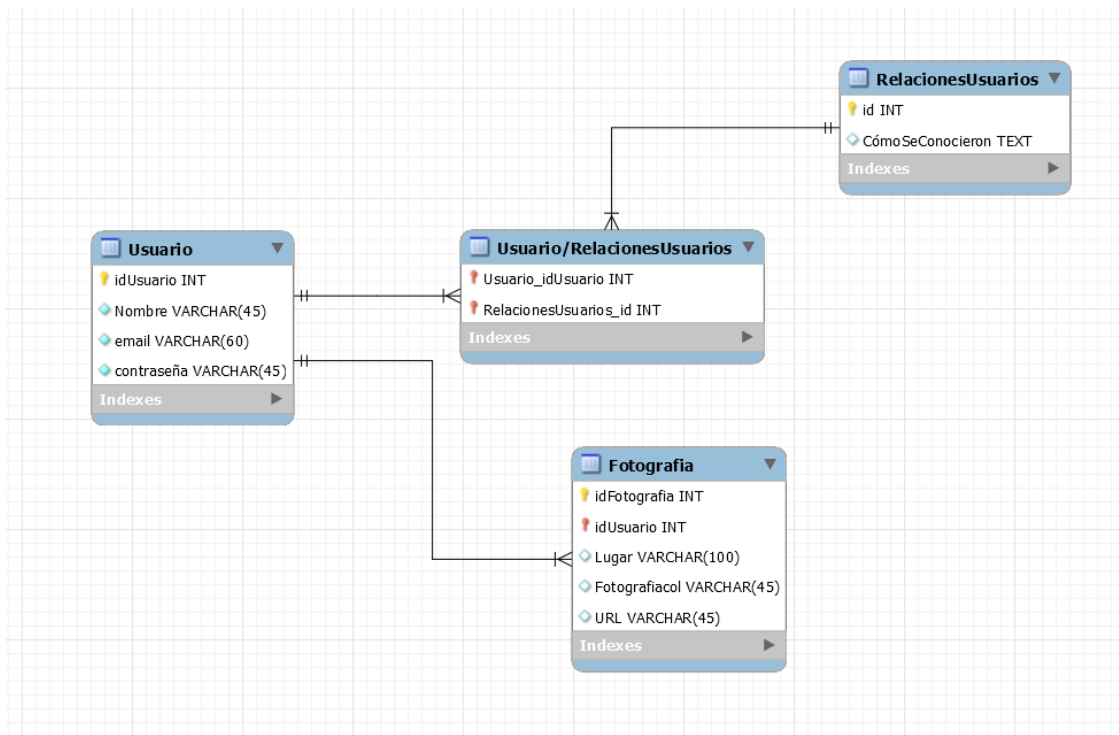 RelacionesUsuarios
id INT
CómoSeConocieron TEXT
Indexes
Usuario
idUsuario INT
Nombre VARCHAR(45)
email VARCHAR(60)
contraseña VARCHAR(45)
Indexes
Usuario/RelacionesUsuarios
Usuario_idUsuario INT
RelacionesUsuarios_id INT
Indexes
Fotografia
idFotografia INT
idUsuario INT
Lugar VARCHAR(100)
Fotografiacol VARCHAR(45)
URL VARCHAR(45)
Indexes